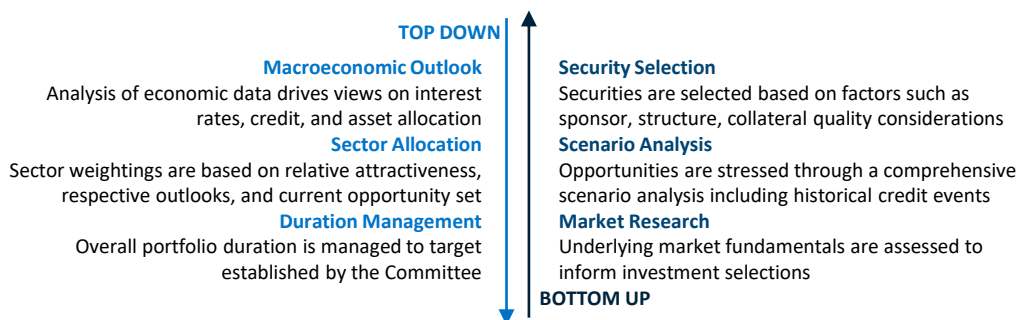 TOP DOWN
Macroeconomic Outlook
Analysis of economic data drives views on interest
rates, credit, and asset allocation
Sector Allocation
Sector weightings are based on relative attractiveness,
respective outlooks, and current opportunity set
Duration Management
Overall portfolio duration is managed to target
established by the Committee
Security Selection
Securities are selected based on factors such as
sponsor, structure, collateral quality considerations
Scenario Analysis
Opportunities are stressed through a comprehensive
scenario analysis including historical credit events
Market Research
Underlying market fundamentals are assessed to
inform investment selections
BOTTOM UP